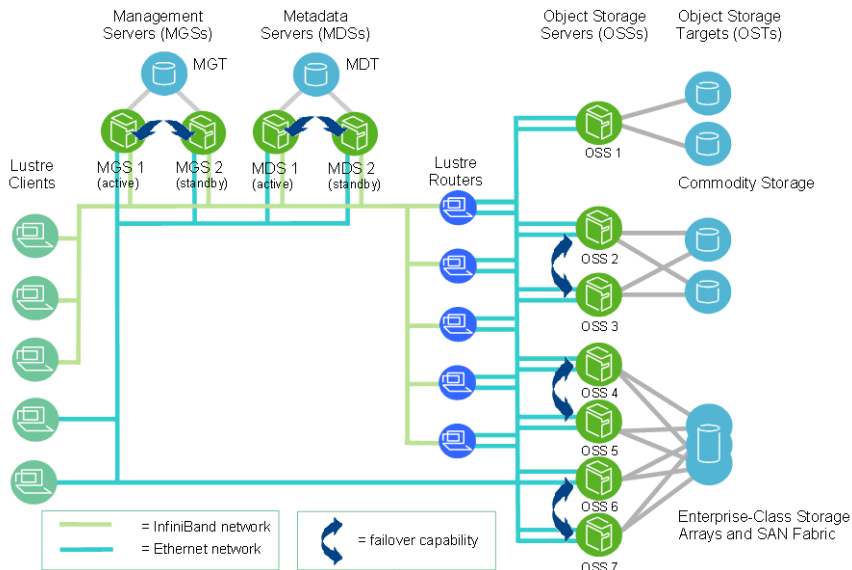 Management
Servers (MGSs)
Metadata
Servers (MDSs)
Object Storage
Servers (OSSs)
Object Storage
Targets (OSTs)
MGT
MDT
MGS 1
(active)
MGS 2
(standby)
MDS 1
(active)
MDS 2
(standby)
Lustre
Clients
Lustre
Routers
OSS 1
Commodity Storage
OSS 2
OSS 3
OSS 4
OSS 5
OSS 6
OSS 7
Enterprise-Class Storage
Arrays and SAN Fabric
= InfiniBand network
= Ethernet network
= failover capability